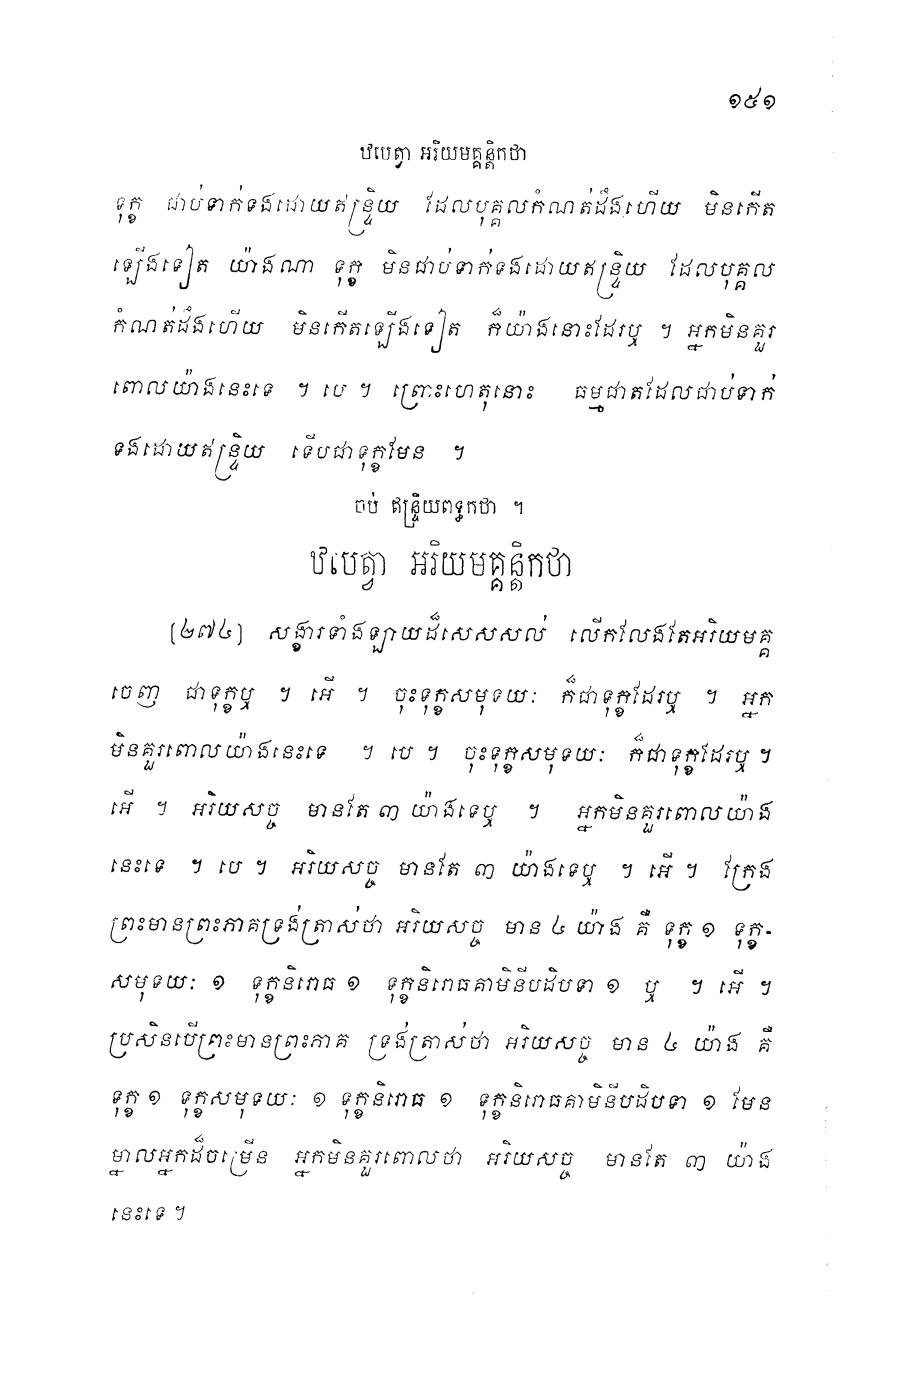 ១៥១
ឋបេត្វា អរិយមគ្គន្តិកថា
ទុក្ខ ជាប់ទាក់ទងដោយឥន្ទ្រិយ ដែលបុគ្គលកំណត់ដឹងហើយ មិនកើត
ឡើងទៀត យ៉ាងណា ទុក្ខ មិនជាប់ទាក់ទងដោយឥន្ទ្រិយ ដែលបុគ្គល
កំណត់ដឹងហើយ មិនកើតឡើងទៀត ក៏យ៉ាងនោះដែរឬ ។ អ្នកមិនគួរ
ពោលយ៉ាងនេះទេ ។ បេ ។ ព្រោះហេតុនោះ ធម្មជាតដែលជាប់ទាក់
ទងដោយឥន្ទ្រិយ ទើបជាទុក្ខមែន ។
ចប់ ឥន្ទ្រិយពទ្ធកថា ។
ឋបេត្វា អរិយមគ្គន្តិកថា
(២៧៤) សង្ខារទាំងឡាយដ៏សេសសល់ លើកលែងតែអរិយមគ្គ
ចេញ ជាទុក្ខឬ ។ អើ ។ ចុះទុក្ខសមុទយៈ ក៏ជាទុក្ខដែរឬ ។ អ្នក
មិនគួរពោលយ៉ាងនេះទេ ។ បេ ។ ចុះទុក្ខសមុទយៈ ក៏ជាទុក្ខដែរឬ ។
អើ ។ អរិយសច្ច មានតែ ៣ យ៉ាងទេឬ ។ អ្នកមិនគួរពោលយ៉ាង
នេះទេ ។ បេ ។ អរិយសច្ច មានតែ ៣ យ៉ាងទេឬ ។ អើ ។ ក្រែង
ព្រះមានព្រះភាគទ្រង់ត្រាស់ថា អរិយសច្ច មាន ៤ យ៉ាង គឺ ទុក្ខ ១ ទុក្ខ-
សមុទយៈ ១ ទុក្ខនិរោធ ១ ទុក្ខនិរោធគាមិនីបដិបទា ១ ឬ ។ អើ ។
ប្រសិនបើព្រះមានព្រះភាគ ទ្រង់ត្រាស់ថា អរិយសច្ច មាន ៤ យ៉ាង គឺ
ទុក្ខ ១ ទុក្ខសមុទយៈ ១ ទុក្ខនិរោធ ១ ទុក្ខនិរោធគាមិនីបដិបទា ១ មែន
ម្នាលអ្នកដ៏ចម្រើន អ្នកមិនគួរពោលថា អរិយសច្ច មានតែ ៣ យ៉ាង
នេះទេ ។